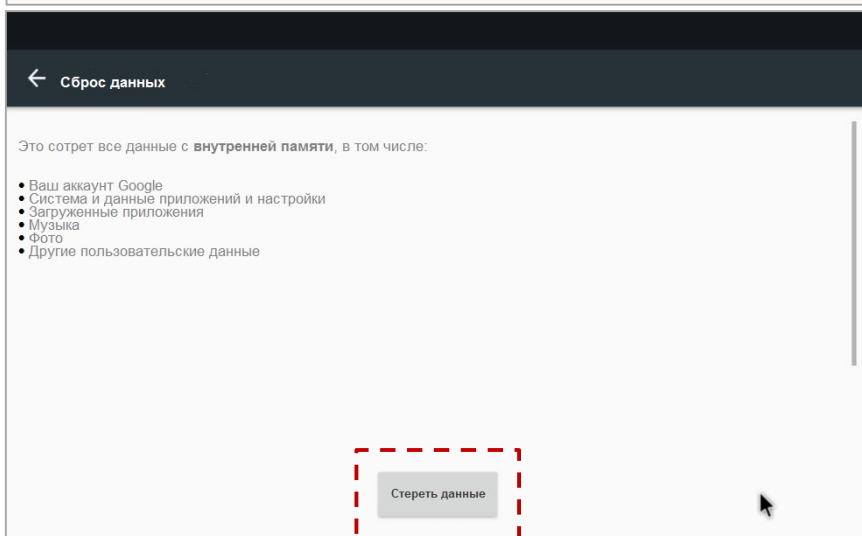 Сброс данных
Это сотрет все данные с внутренней памяти, в том числе:
• Ваш аккаунт Google
• Система и данные приложений и настройки
• Загруженные приложения
• Музыка
• Фото
• Другие пользовательские данные
Стереть данные